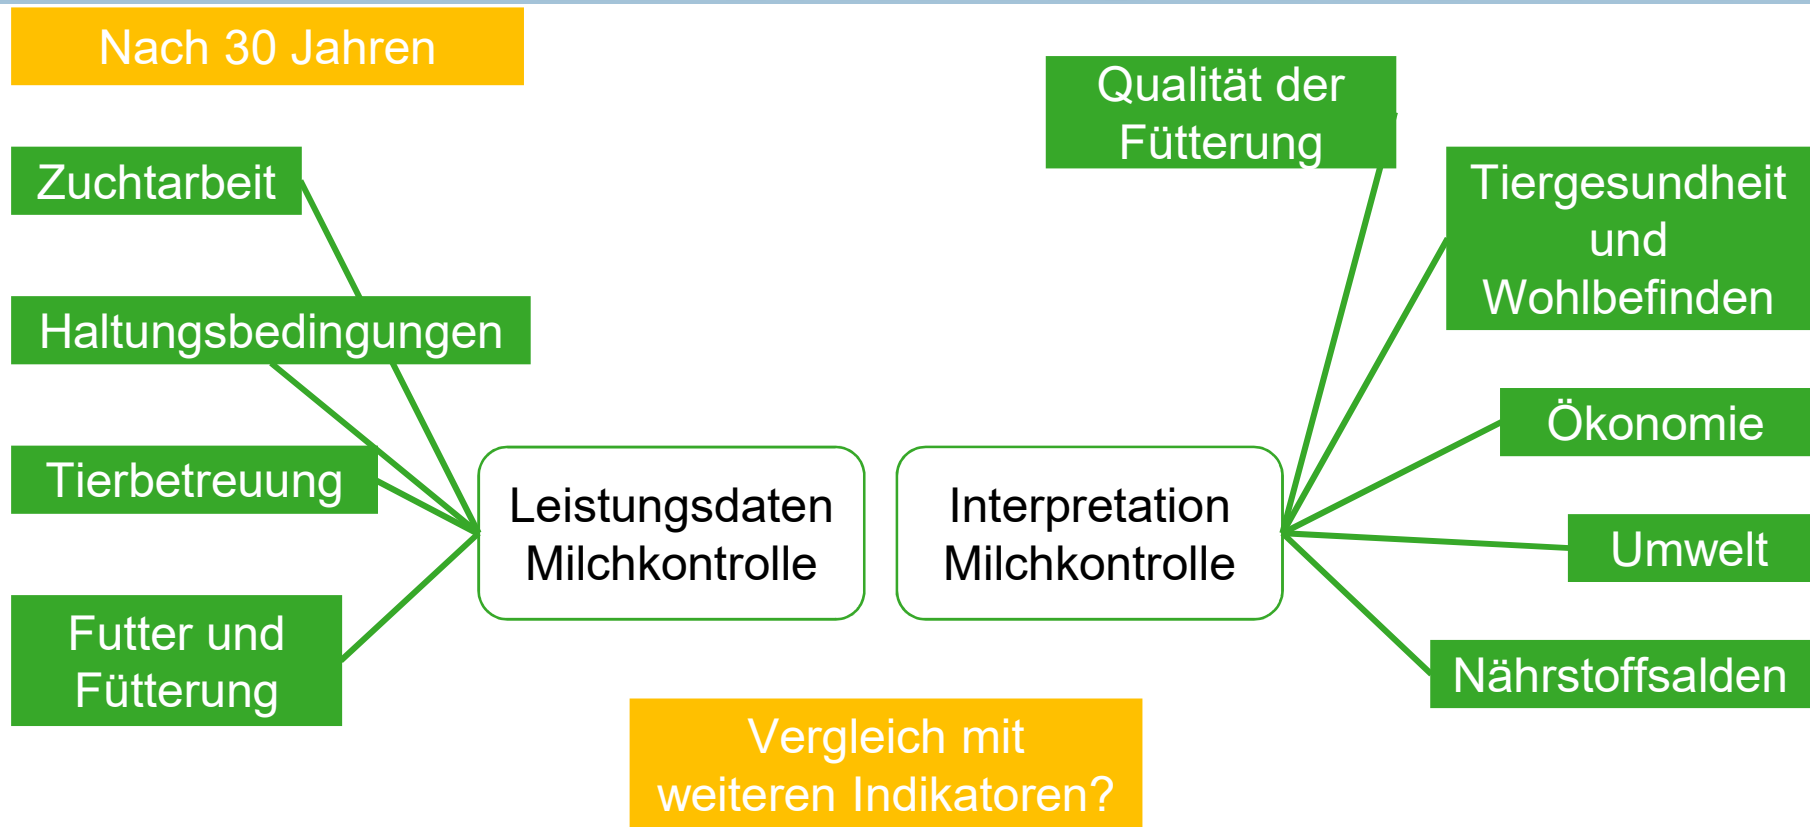 Nach 30 Jahren
Zuchtarbeit
Haltungsbedingungen
Tierbetreuung
Futter und
Fütterung
Leistungsdaten
Milchkontrolle
Interpretation
Milchkontrolle
Qualität der
Fütterung
Tiergesundheit
und
Wohlbefinden
Ökonomie
Umwelt
Nährstoffsalden
Vergleich mit
weiteren Indikatoren?